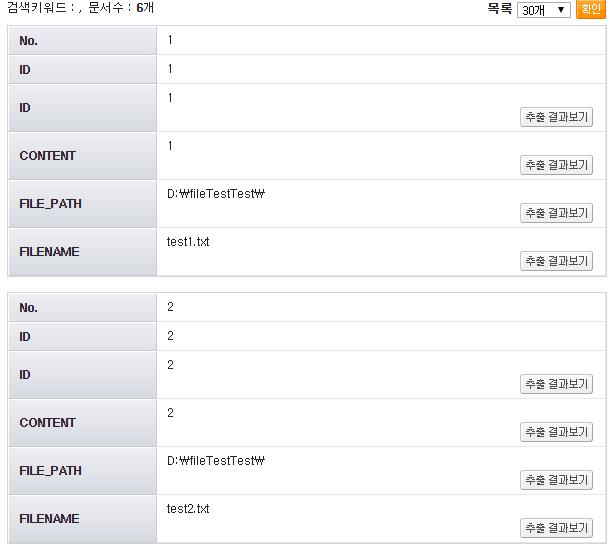 검색키워드 : , 문서수 : 6개 목록 30개 ▼ 확인
No. 1
ID 1
ID 1
추출 결과보기
CONTENT 1
추출 결과보기
FILE_PATH D:₩fileTestTest₩
추출 결과보기
FILENAME test1.txt
추출 결과보기
No. 2
ID 2
ID 2
추출 결과보기
CONTENT 2
추출 결과보기
FILE_PATH D:₩fileTestTest₩
추출 결과보기
FILENAME test2.txt
추출 결과보기